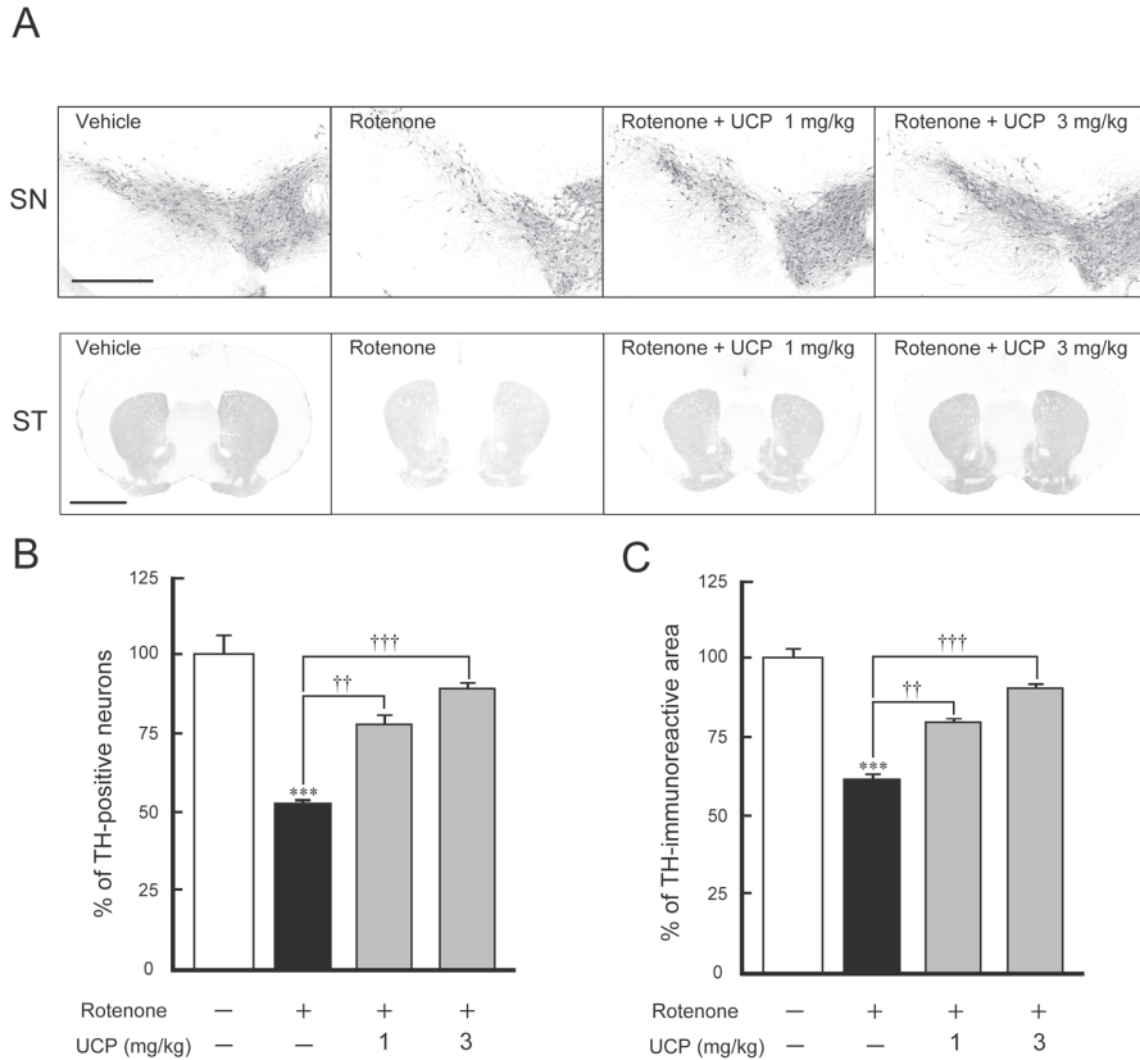 A
SN
Vehicle
Rotenone
Rotenone + UCP 1 mg/kg
Rotenone + UCP 3 mg/kg
ST
Vehicle
Rotenone
Rotenone + UCP 1 mg/kg
Rotenone + UCP 3 mg/kg
B
% of TH-positive neurons
125
100
75
50
25
0
†††
††
***
Rotenone − + + +
UCP (mg/kg) − − 1 3
C
% of TH-immunoreactive area
125
100
75
50
25
0
†††
††
***
Rotenone − + + +
UCP (mg/kg) − − 1 3